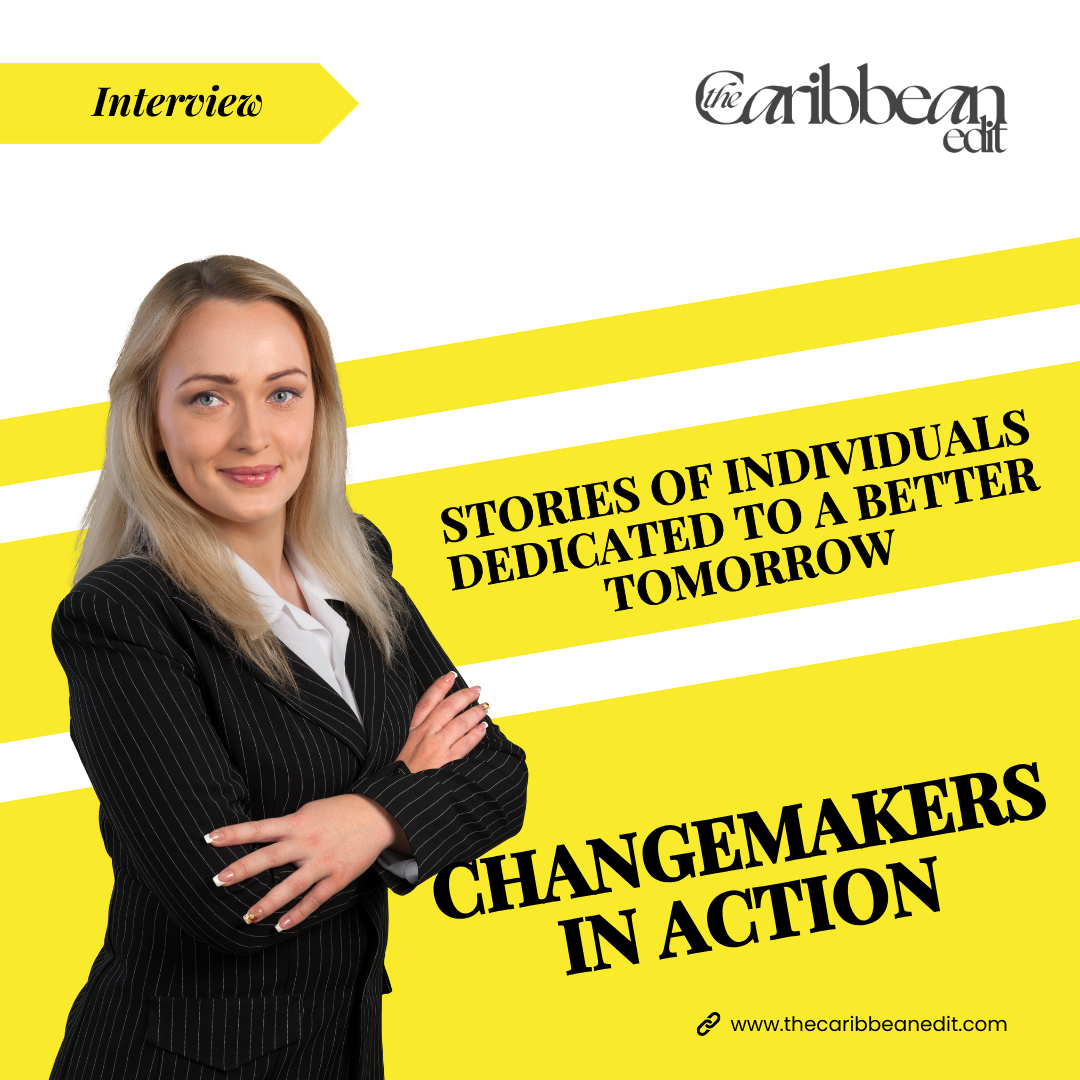 Interview
the Caribbean
edit
STORIES OF INDIVIDUALS
DEDICATED TO A BETTER
TOMORROW
CHANGEMAKERS
IN ACTION
www.thecaribbeanedit.com